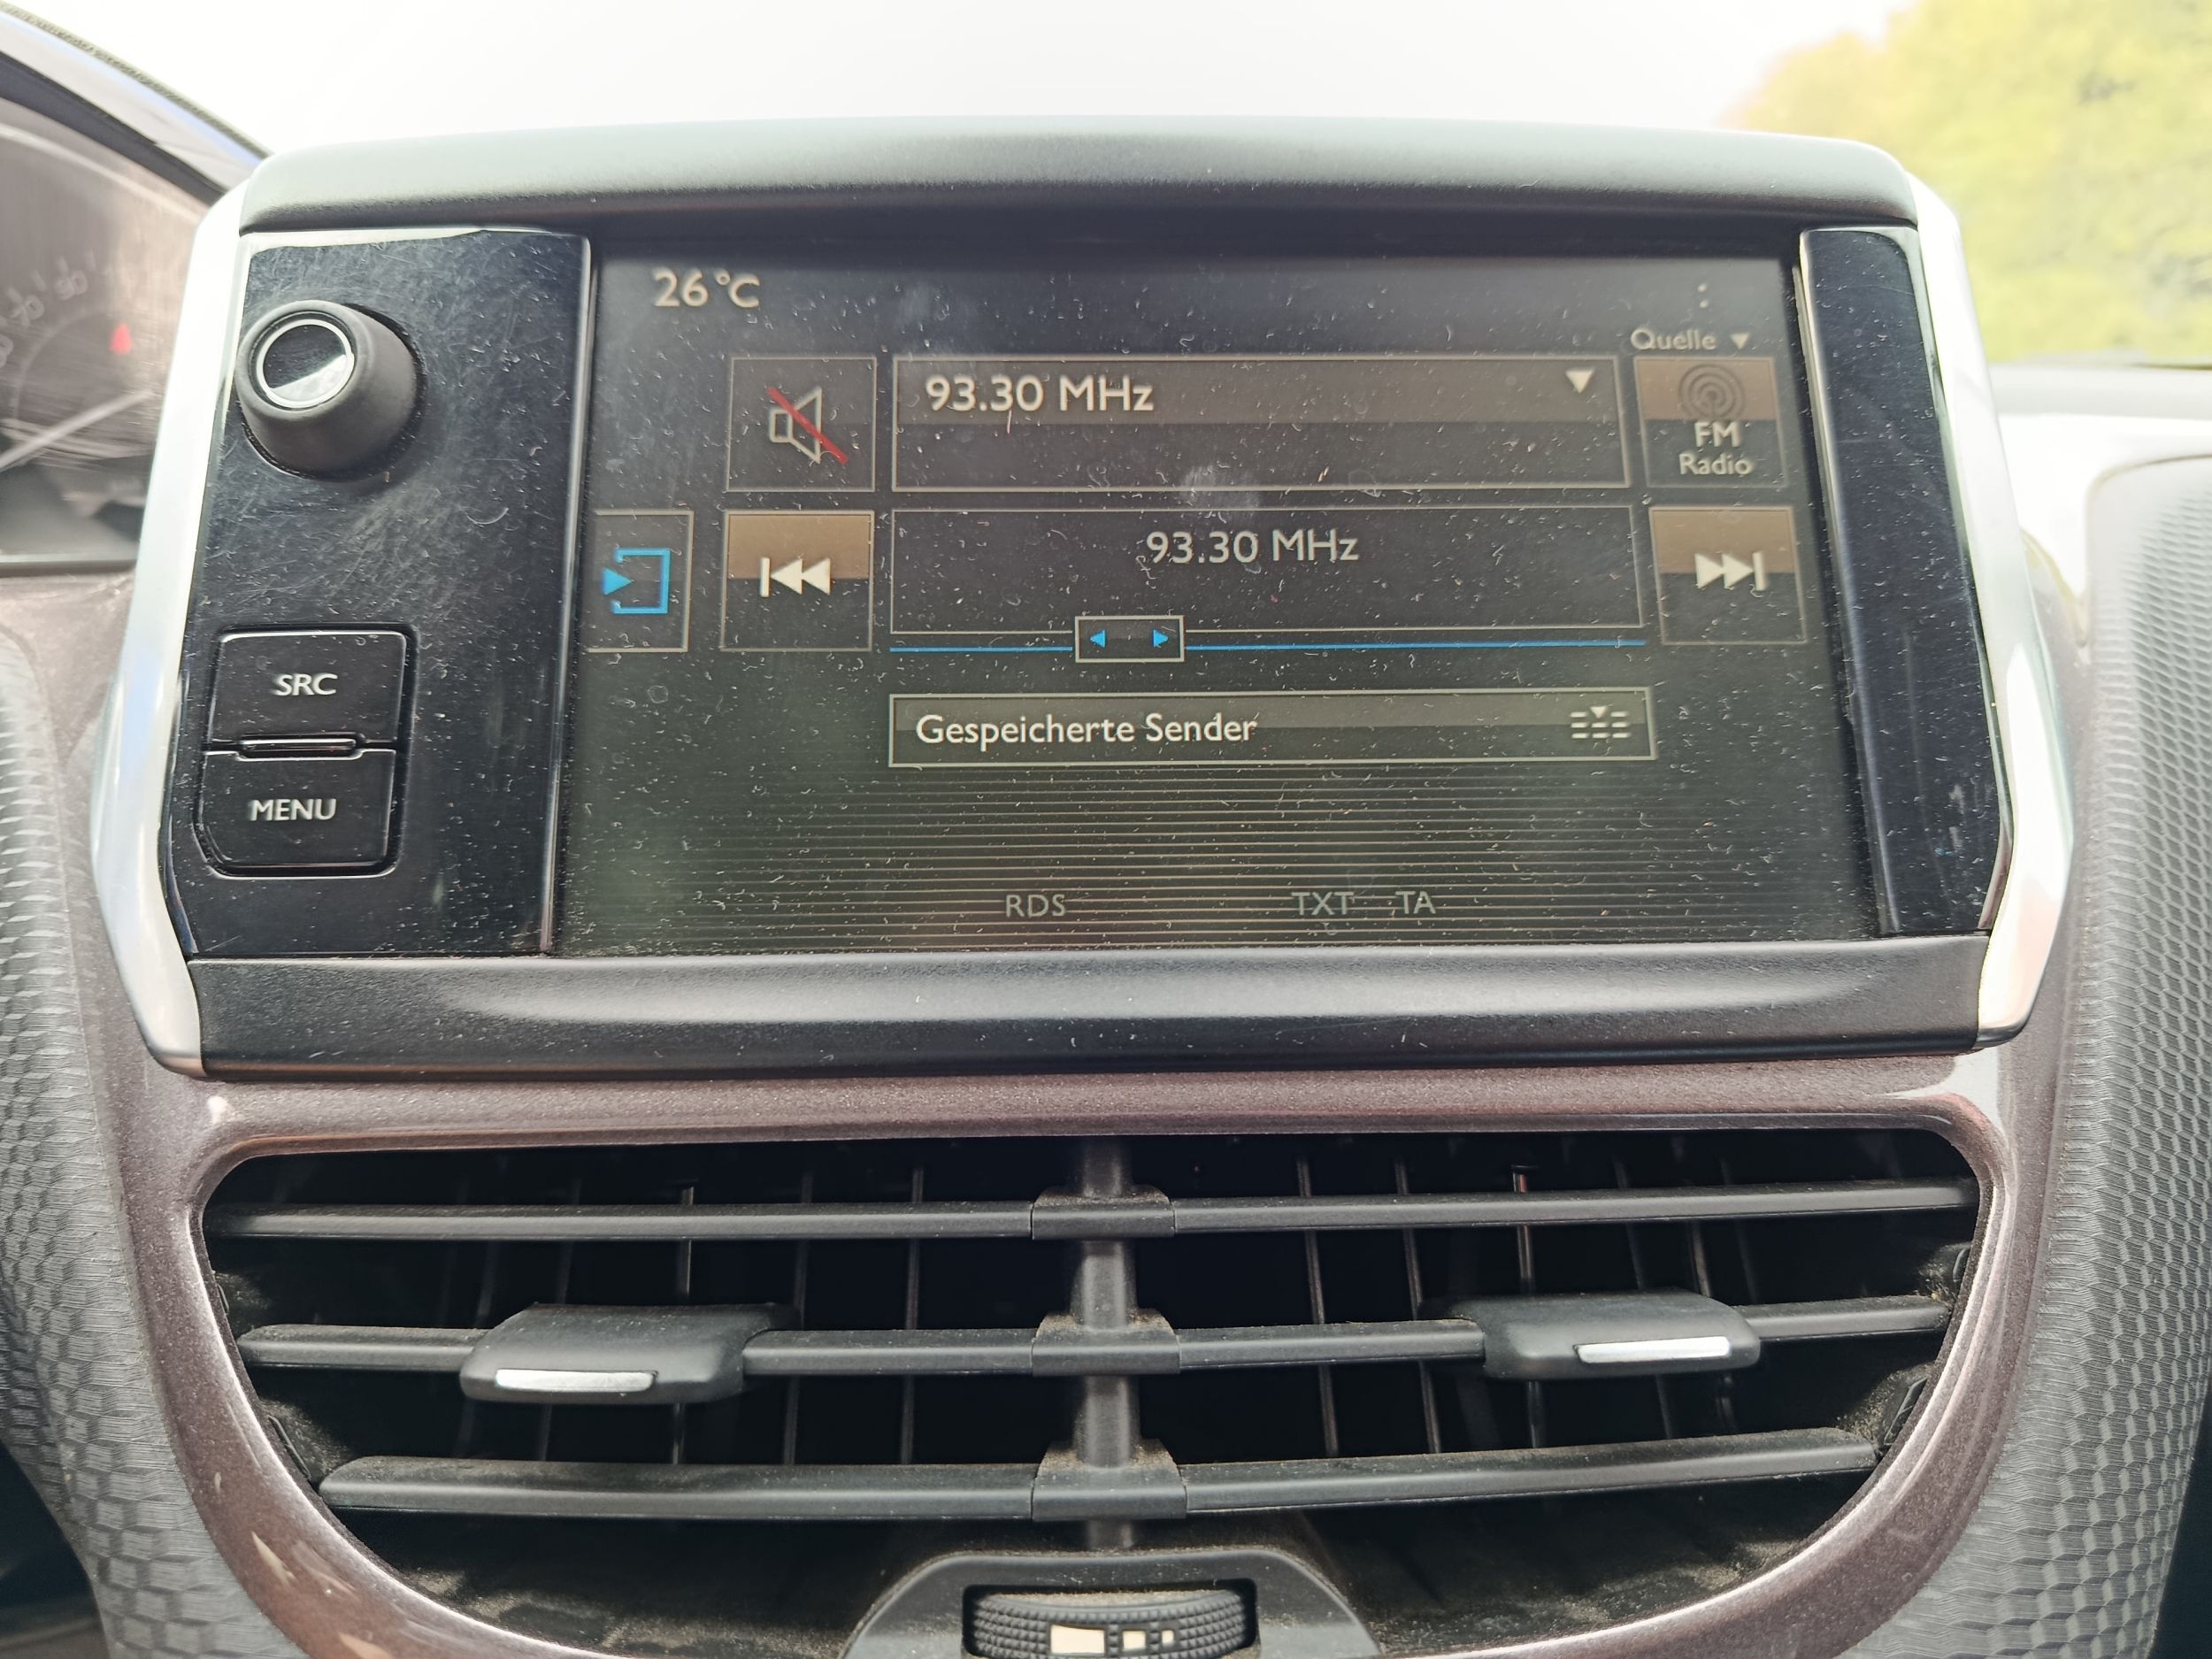 26 °C
Quelle
93.30 MHz
FM
Radio
93.30 MHz
SRC
Gespeicherte Sender
MENU
RDS TXT TA